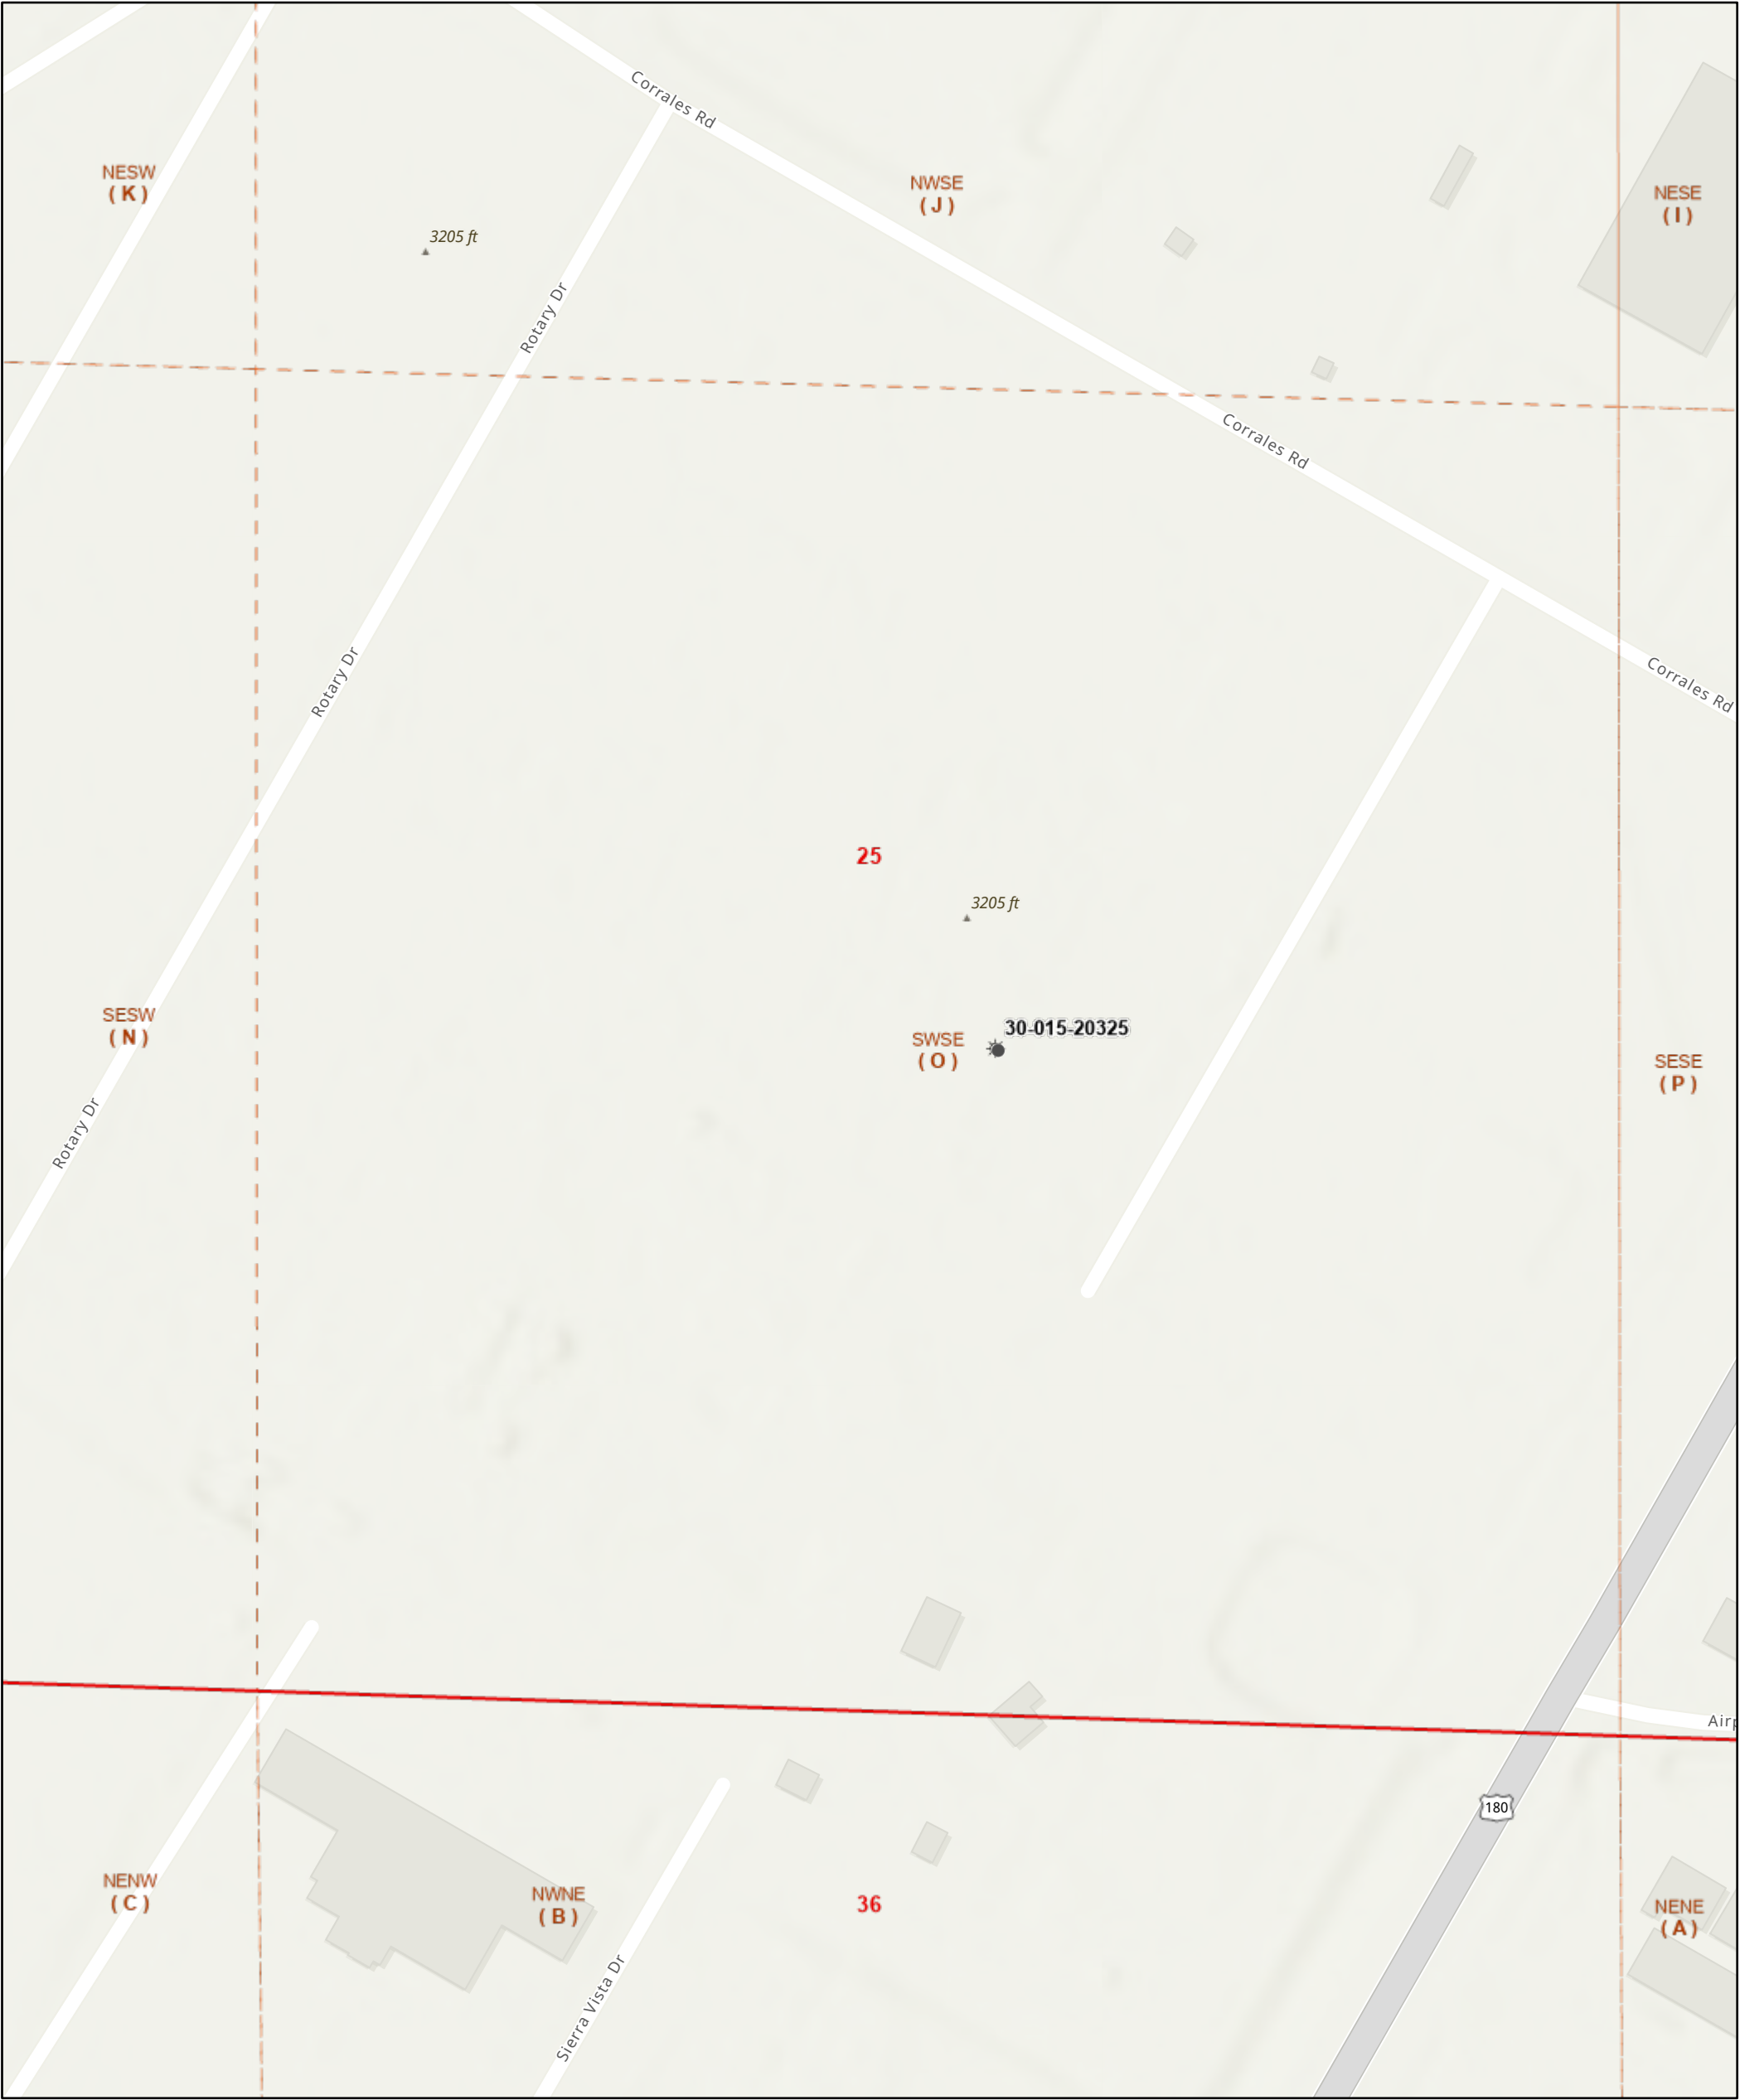 Corrales Rd
NESW
( K )
NWSE
( J )
NESE
( I )
3205 ft
Rotary Dr
Corrales Rd
Rotary Dr
Corrales Rd
25
3205 ft
SESW
( N )
30-015-20325
SWSE
( O )
SESE
( P )
Rotary Dr
Airp
180
NENW
( C )
NWNE
( B )
36
NENE
( A )
Sierra Vista Dr